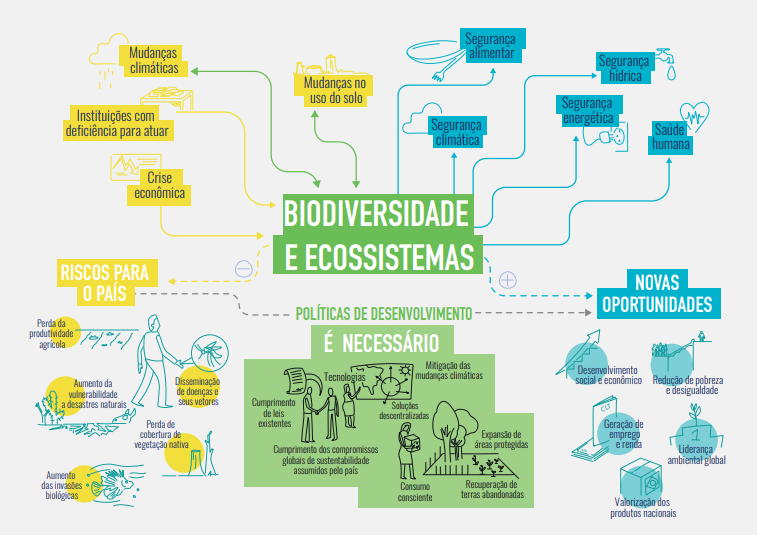 Mudanças
climáticas
Instituições com
deficiência para atuar
Crise
econômica
Mudanças no
uso do solo
Segurança
alimentar
Segurança
climática
Segurança
hídrica
Segurança
energética
Saúde
humana
BIODIVERSIDADE
E ECOSSISTEMAS
RISCOS PARA
O PAÍS
NOVAS
OPORTUNIDADES
POLÍTICAS DE DESENVOLVIMENTO
É NECESSÁRIO
Perda da
produtividade
agrícola
Aumento da
vulnerabilidade
a desastres naturais
Disseminação
de doenças e
seus vetores
Perda de
cobertura de
vegetação nativa
Aumento
das invasões
biológicas
Tecnologias
Mitigação das
mudanças climáticas
Cumprimento
de leis
existentes
Soluções
descentralizadas
Cumprimento dos compromissos
globais de sustentabilidade
assumidos pelo país
Expansão de
áreas protegidas
Consumo
consciente
Recuperação de
terras abandonadas
Desenvolvimento
social e econômico
Redução de pobreza
e desigualdade
CLT
Geração de
emprego
e renda
1
Liderança
ambiental global
Valorização dos
produtos nacionais